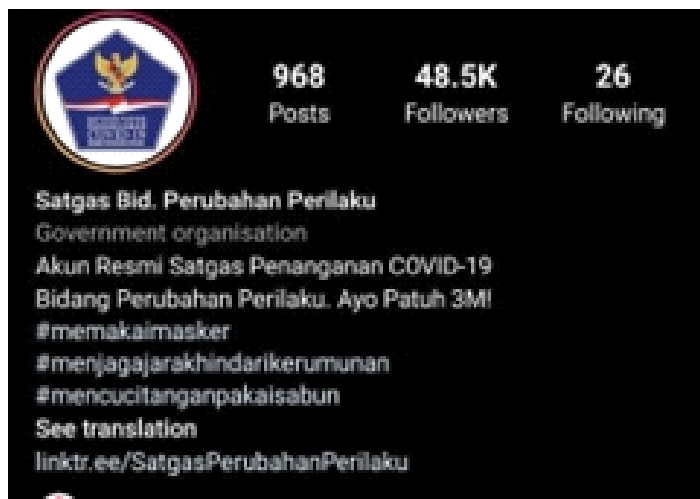 968 48.5K 26
Posts Followers Following
Satgas Bid. Perubahan Perilaku
Government organisation
Akun Resmi Satgas Penanganan COVID-19
Bidang Perubahan Perilaku. Ayo Patuh 3M!
#memakaimasker
#menjagajarakhindarikerumunan
#mencucitanganpakaisabun
See translation
linktr.ee/SatgasPerubahanPerilaku